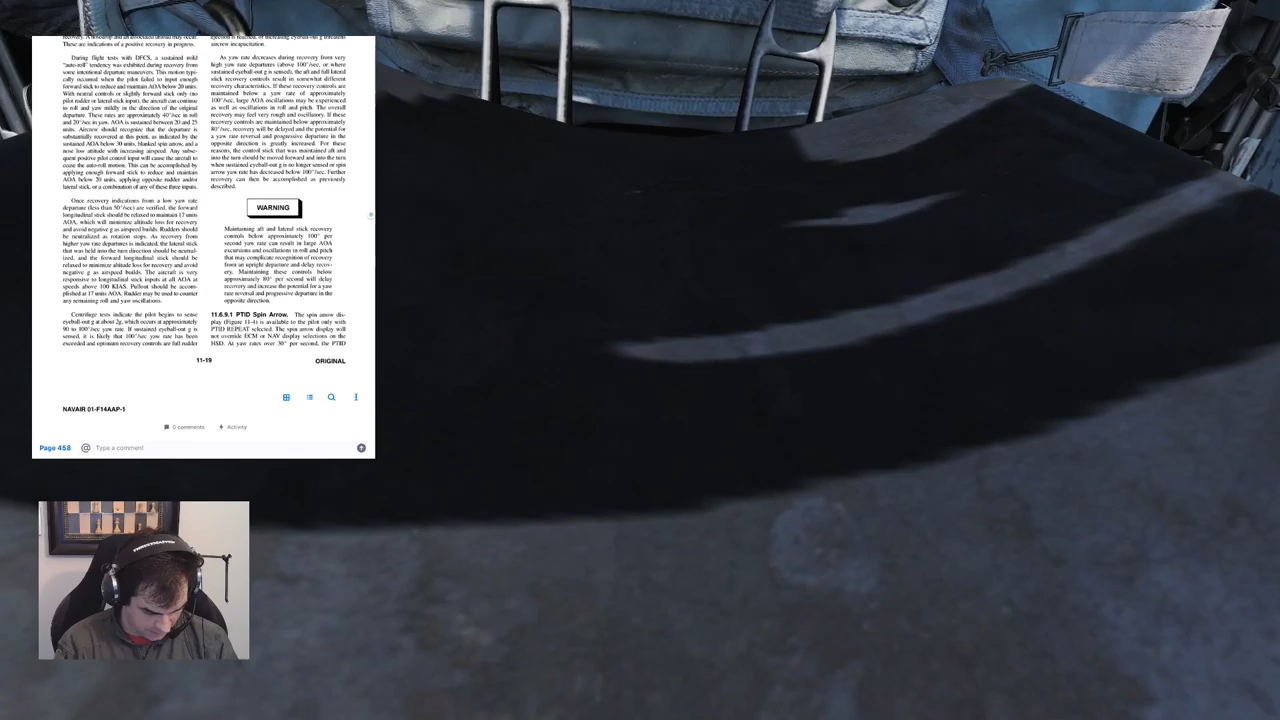 These are indications of a positive recovery in progress.
During flight tests with DFCS, a sustained mild
"auto-roll" tendency was exhibited during recovery from
some intentional departure maneuvers. This motion typi-
cally occurred when the pilot failed to input enough
forward stick to reduce and maintain AOA below 20 units.
With neutral controls or slightly forward stick only (no
pilot rudder or lateral stick input), the aircraft can continue
to roll and yaw mildly in the direction of the original
departure. These rates are approximately 40°/sec in roll
and 20°/sec in yaw. AOA is sustained between 20 and 25
units. Aircrew should recognize that the departure is
substantially recovered at this point, as indicated by the
sustained AOA below 30 units, blanked spin arrow, and a
nose low attitude with increasing airspeed. Any subse-
quent positive pilot control input will cause the aircraft to
cease the auto-roll motion. This can be accomplished by
applying enough forward stick to reduce and maintain
AOA below 20 units, applying opposite rudder and/or
lateral stick, or a combination of any of these three inputs.
Once recovery indications from a low yaw rate
departure (less than 50°/sec) are verified, the forward
longitudinal stick should be relaxed to maintain 17 units
AOA, which will minimize altitude loss for recovery
and avoid negative g as airspeed builds. Rudders should
be neutralized as rotation stops. As recovery from
higher yaw rate departures is indicated, the lateral stick
that was held into the turn direction should be neutral-
ized, and the forward longitudinal stick should be
relaxed to minimize altitude loss for recovery and avoid
negative g as airspeed builds. The aircraft is very
responsive to longitudinal stick inputs at all AOA at
speeds above 100 KIAS. Pullout should be accom-
plished at 17 units AOA. Rudder may be used to counter
any remaining roll and yaw oscillations.
Centrifuge tests indicate the pilot begins to sense
eyeball-out g at about 2g, which occurs at approximately
90 to 100°/sec yaw rate. If sustained eyeball-out g is
sensed, it is likely that 100°/sec yaw rate has been
exceeded and optimum recovery controls are full rudder
aircrew incapacitation.
As yaw rate decreases during recovery from very
high yaw rate departures (above 100°/sec, or where
sustained eyeball-out g is sensed), the aft and full lateral
stick recovery controls result in somewhat different
recovery characteristics. If these recovery controls are
maintained below a yaw rate of approximately
100°/sec, large AOA oscillations may be experienced
as well as oscillations in roll and pitch. The overall
recovery may feel very rough and oscillatory. If these
controls are maintained below approximately
80°/sec, recovery will be delayed and the potential for
a yaw rate reversal and progressive departure in the
opposite direction is greatly increased. For these
reasons, the control stick that was maintained aft and
into the turn should be moved forward and into the turn
when sustained eyeball-out g is no longer sensed or spin
arrow yaw rate has decreased below 100°/sec. Further
recovery can then be accomplished as previously
described.
WARNING
Maintaining aft and lateral stick recovery
controls below approximately 100° per
second yaw rate can result in large AOA
excursions and oscillations in roll and pitch
that may complicate recognition of recovery
from an upright departure and delay recov-
ery. Maintaining these controls below
approximately 80° per second will delay
recovery and increase the potential for a yaw
rate reversal and progressive departure in the
opposite direction.
11.6.9.1 PTID Spin Arrow. The spin arrow dis-
play (Figure 11-4) is available to the pilot only with
PTID REPEAT selected. The spin arrow display will
not override ECM or NAV display selections on the
HSD. At yaw rates over 30° per second, the PTID
11-19
ORIGINAL
NAVAIR 01-F14AAP-1
0 comments
Activity
Page 458
@
Type a comment
THRUSTMASTER